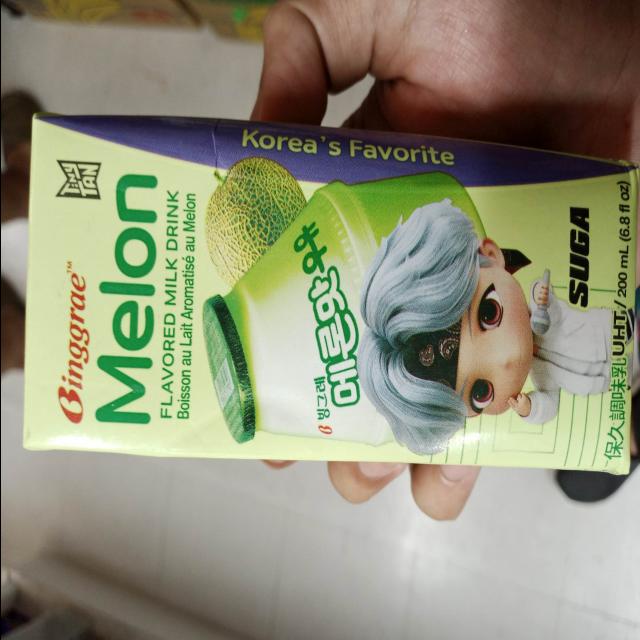 TinyTAN
Korea's Favorite
Binggrae™
Melon
FLAVORED MILK DRINK
Boisson au Lait Aromatisé au Melon
메론맛우유
빙그레
SUGA
保久調味乳 U.H.T. / 200 mL (6.8 fl oz)